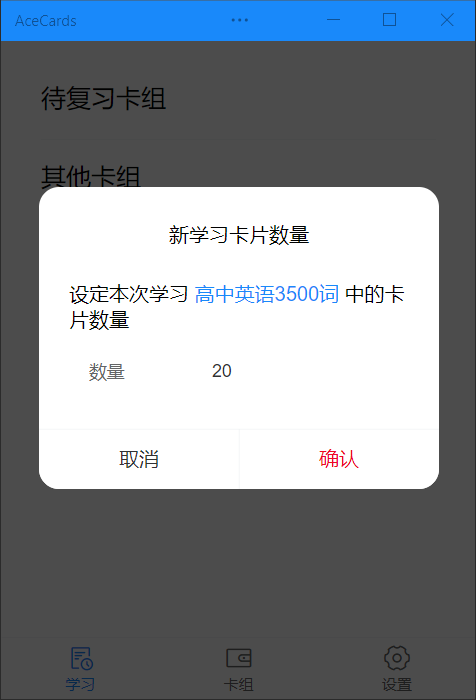 AceCards
待复习卡组
其他卡组
新学习卡片数量
设定本次学习 高中英语3500词 中的卡
片数量
数量 20
取消 确认
学习 卡组 设置